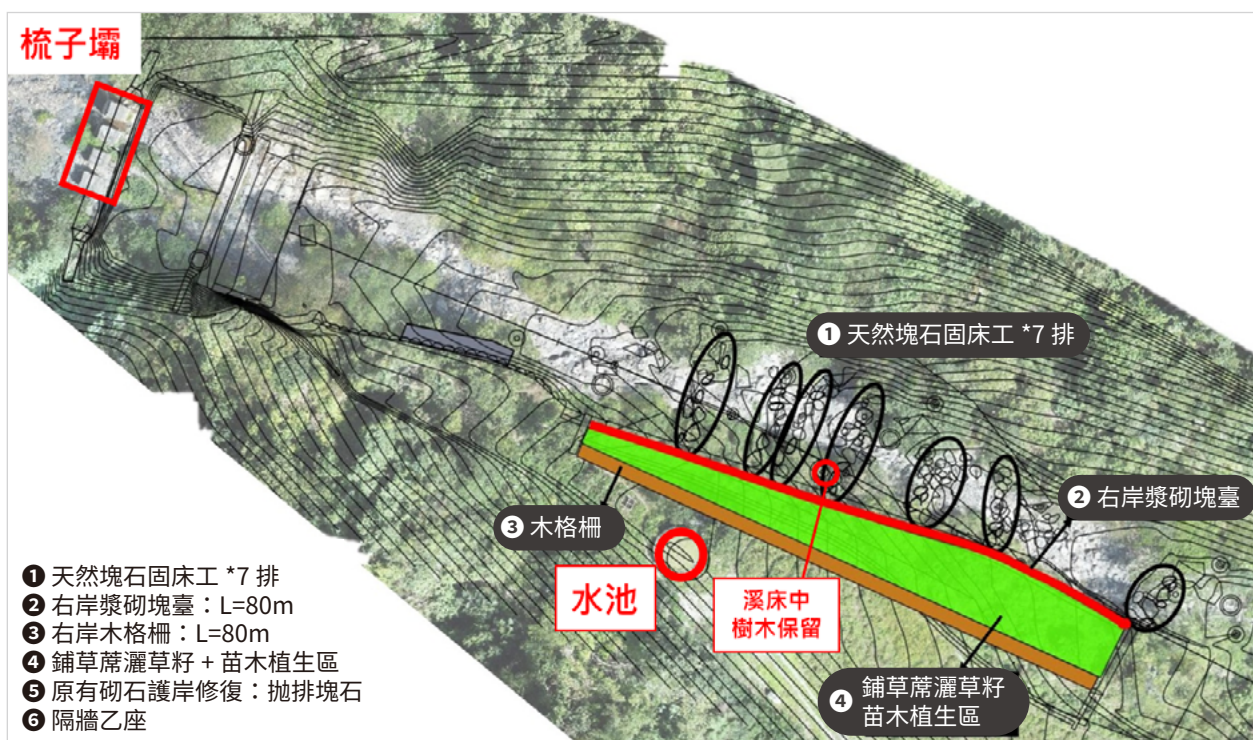 梳子壩
❶ 天然塊石固床工 *7 排
❷ 右岸漿砌塊臺
❸ 木格柵
水池
溪床中
樹木保留
❹ 鋪草蓆灑草籽
苗木植生區
❶ 天然塊石固床工 *7 排
❷ 右岸漿砌塊臺：L=80m
❸ 右岸木格柵：L=80m
❹ 鋪草蓆灑草籽 + 苗木植生區
❺ 原有砌石護岸修復：拋排塊石
❻ 隔牆乙座